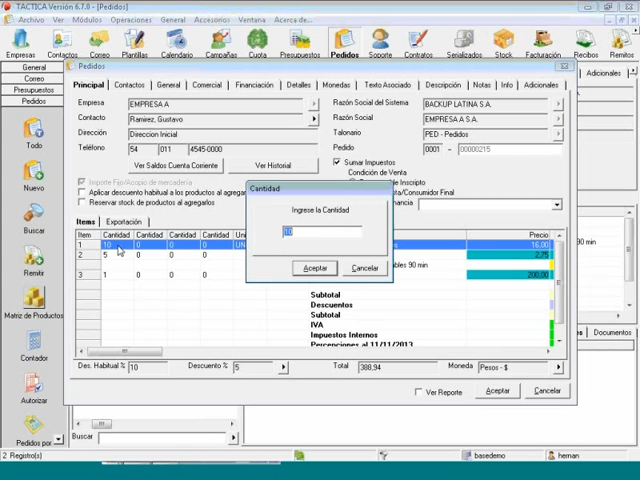 TACTICA Versión 6.7.0 - [Pedidos]
Archivo Ver Módulos Operaciones General Accesorios Ventana Acerca de...
Empresas Contactos Correo Plantillas Calendario Campañas Cuota Presupuestos Pedidos Soporte Contratos Serializados Stock Facturación Recibos Remitos
General
Correo
Presupuestos
Pedidos
Todo
Nuevo
Buscar
Remitir
Matriz de Productos
Contador
Autorizar
Pedidos por
Pedidos
Principal Contactos General Comercial Financiación Detalles Monedas Texto Asociado Descripción Notas Info Adicionales
Adicionales
Empresa EMPRESA A
Contacto Ramirez, Gustavo
Dirección Direccion Inicial
Teléfono 54 011 4545-0000
Razón Social del Sistema BACKUP LATINA S.A.
Razón Social EMPRESA A S.A.
Talonario PED - Pedidos
Pedido 0001 - 00000215
Ver Saldos Cuenta Corriente Ver Historial
Sumar Impuestos
Condición de Venta
Importe Fijo/Acopio de mercadería
Aplicar descuento habitual a los productos al agregar
Reservar stock de productos al agregarlos
Cantidad
Ingrese la Cantidad
10
Aceptar Cancelar
Items Exportación
Item Cantidad Cantidad Cantidad Cantidad Precio
1 10 0 0 0 16,00
2 5 0 0 0 2,75
3 1 0 0 0 200,00
Subtotal
Descuentos
Subtotal
IVA
Impuestos Internos
Percepciones al 11/11/2013
Des. Habitual % 10 Descuento % 5 Total 388,94 Moneda Pesos - $
Ver Reporte Aceptar Cancelar
Documentos
Buscar
2 Registro(s) basedemo hernan